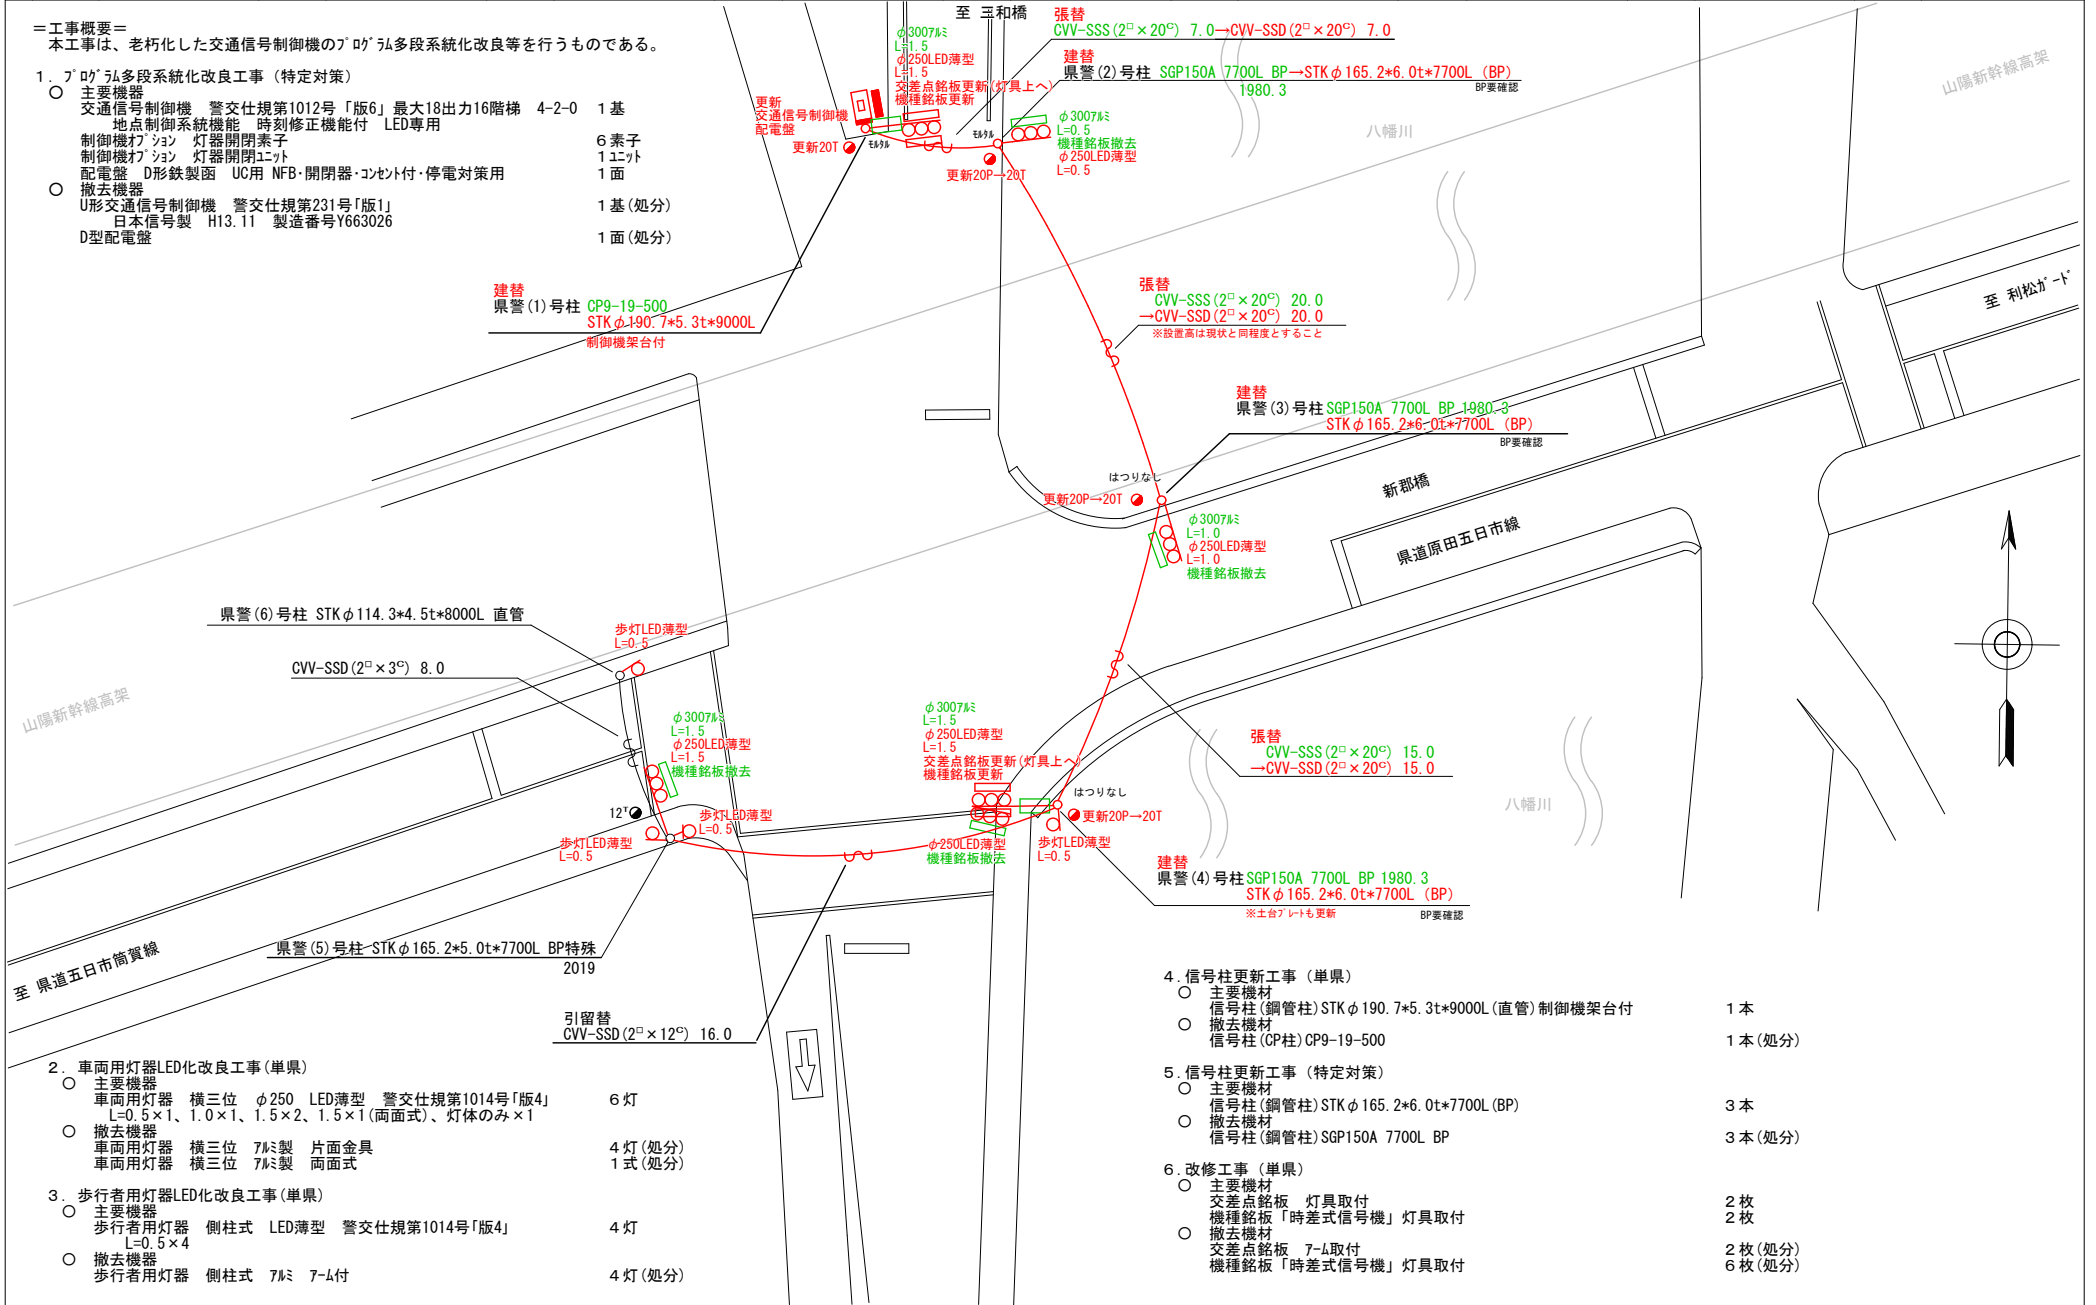 ＝工事概要＝
本工事は、老朽化した交通信号制御機のﾌﾟﾛｸﾞﾗﾑ多段系統化改良等を行うものである。
１．ﾌﾟﾛｸﾞﾗﾑ多段系統化改良工事（特定対策）
○ 主要機器
交通信号制御機 警交仕規第1012号「版6」最大18出力16階梯 4-2-0 １基
地点制御系統機能 時刻修正機能付 LED専用
制御機ｵﾌﾟｼｮﾝ 灯器開閉素子 ６素子
制御機ｵﾌﾟｼｮﾝ 灯器開閉ﾕﾆｯﾄ １ﾕﾆｯﾄ
配電盤 D形鉄製函 UC用 NFB･開閉器･ｺﾝｾﾝﾄ付･停電対策用 １面
○ 撤去機器
U形交通信号制御機 警交仕規第231号｢版1｣ １基(処分)
日本信号製 H13.11 製造番号Y663026
D型配電盤 １面(処分)
至 三和橋
張替
CVV-SSS(2□×20C) 7.0→CVV-SSD(2□×20C) 7.0
建替
県警(2)号柱 SGP150A 7700L BP→STKφ165.2*6.0t*7700L (BP)
1980.3
BP要確認
φ300ｱﾙﾐ
L=1.5
φ250LED薄型
L=1.5
交差点銘板更新(灯具上へ)
機種銘板更新
更新
交通信号制御機
配電盤
更新20T
ﾓﾙﾀﾙ
ﾓﾙﾀﾙ
更新20P→20T
φ300ｱﾙﾐ
L=0.5
機種銘板撤去
φ250LED薄型
L=0.5
八幡川
山陽新幹線高架
建替
県警(1)号柱 CP9-19-500
STKφ190.7*5.3t*9000L
制御機架台付
張替
CVV-SSS(2□×20C) 20.0
→CVV-SSD(2□×20C) 20.0
※設置高は現状と同程度とすること
至 利松ｶﾞｰﾄﾞ
建替
県警(3)号柱 SGP150A 7700L BP 1980.3
STKφ165.2*6.0t*7700L (BP)
BP要確認
はつりなし
更新20P→20T
新郡橋
県道原田五日市線
φ300ｱﾙﾐ
L=1.0
φ250LED薄型
L=1.0
機種銘板撤去
県警(6)号柱 STKφ114.3*4.5t*8000L 直管
CVV-SSD(2□×3C) 8.0
歩灯LED薄型
L=0.5
山陽新幹線高架
φ300ｱﾙﾐ
L=1.5
φ250LED薄型
L=1.5
機種銘板撤去
12T
歩灯LED薄型
L=0.5
歩灯LED薄型
L=0.5
φ300ｱﾙﾐ
L=1.5
φ250LED薄型
L=1.5
交差点銘板更新(灯具上へ)
機種銘板更新
はつりなし
更新20P→20T
φ250LED薄型
機種銘板撤去
歩灯LED薄型
L=0.5
張替
CVV-SSS(2□×20C) 15.0
→CVV-SSD(2□×20C) 15.0
八幡川
建替
県警(4)号柱 SGP150A 7700L BP 1980.3
STKφ165.2*6.0t*7700L (BP)
※土台ﾌﾟﾚｰﾄも更新
BP要確認
県警(5)号柱 STKφ165.2*5.0t*7700L BP特殊
2019
至 県道五日市筒賀線
引留替
CVV-SSD(2□×12C) 16.0
２．車両用灯器LED化改良工事(単県)
○ 主要機器
車両用灯器 横三位 φ250 LED薄型 警交仕規第1014号｢版4｣ ６灯
L=0.5×1、1.0×1、1.5×2、1.5×1(両面式)、灯体のみ×1
○ 撤去機器
車両用灯器 横三位 ｱﾙﾐ製 片面金具 ４灯(処分)
車両用灯器 横三位 ｱﾙﾐ製 両面式 １式(処分)
３．歩行者用灯器LED化改良工事(単県)
○ 主要機器
歩行者用灯器 側柱式 LED薄型 警交仕規第1014号｢版4｣ ４灯
L=0.5×4
○ 撤去機器
歩行者用灯器 側柱式 ｱﾙﾐ ｱｰﾑ付 ４灯(処分)
４.信号柱更新工事（単県）
○ 主要機材
信号柱(鋼管柱)STKφ190.7*5.3t*9000L(直管)制御機架台付 １本
○ 撤去機材
信号柱(CP柱)CP9-19-500 １本(処分)
５.信号柱更新工事（特定対策）
○ 主要機材
信号柱(鋼管柱)STKφ165.2*6.0t*7700L(BP) ３本
○ 撤去機材
信号柱(鋼管柱)SGP150A 7700L BP ３本(処分)
６.改修工事（単県）
○ 主要機材
交差点銘板 灯具取付 ２枚
機種銘板「時差式信号機」灯具取付 ２枚
○ 撤去機材
交差点銘板 ｱｰﾑ取付 ２枚(処分)
機種銘板「時差式信号機」灯具取付 ６枚(処分)